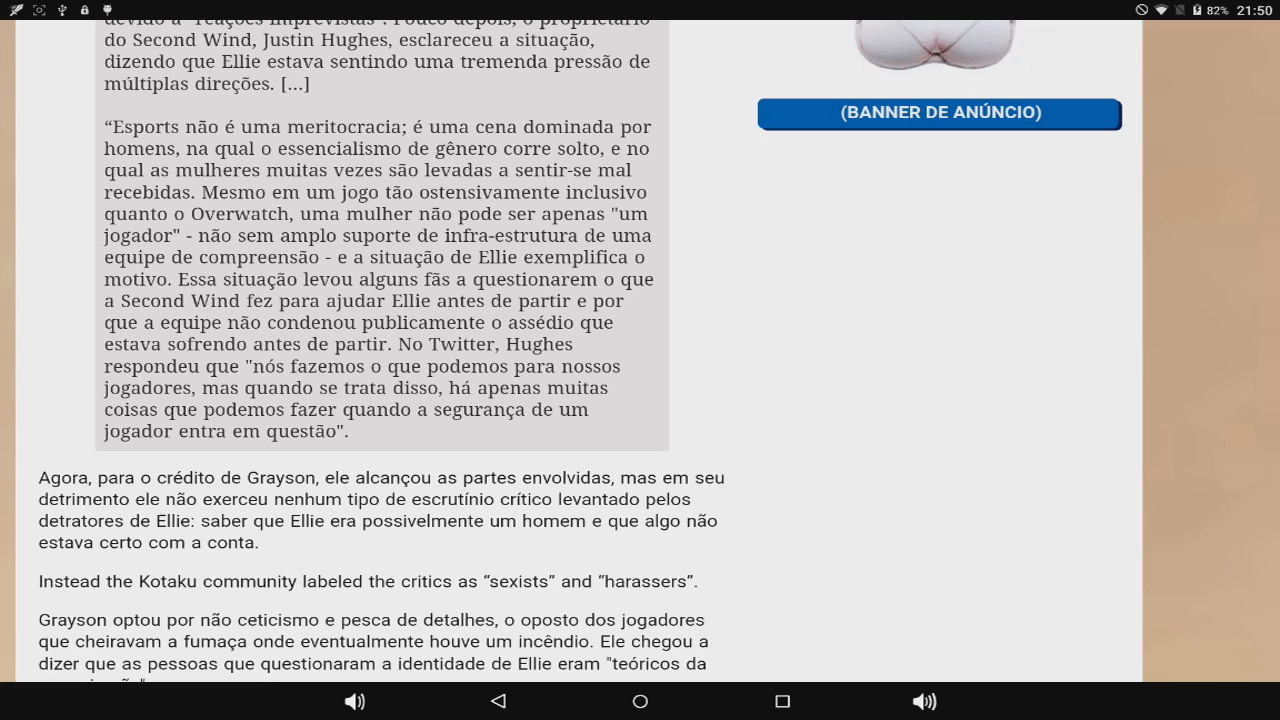 82% 21:50
devido a "reações imprevistas". Pouco depois, o proprietário
do Second Wind, Justin Hughes, esclareceu a situação,
dizendo que Ellie estava sentindo uma tremenda pressão de
múltiplas direções. [...]
“Esports não é uma meritocracia; é uma cena dominada por
homens, na qual o essencialismo de gênero corre solto, e no
qual as mulheres muitas vezes são levadas a sentir-se mal
recebidas. Mesmo em um jogo tão ostensivamente inclusivo
quanto o Overwatch, uma mulher não pode ser apenas "um
jogador" - não sem amplo suporte de infra-estrutura de uma
equipe de compreensão - e a situação de Ellie exemplifica o
motivo. Essa situação levou alguns fãs a questionarem o que
a Second Wind fez para ajudar Ellie antes de partir e por
que a equipe não condenou publicamente o assédio que
estava sofrendo antes de partir. No Twitter, Hughes
respondeu que "nós fazemos o que podemos para nossos
jogadores, mas quando se trata disso, há apenas muitas
coisas que podemos fazer quando a segurança de um
jogador entra em questão".
(BANNER DE ANÚNCIO)
Agora, para o crédito de Grayson, ele alcançou as partes envolvidas, mas em seu
detrimento ele não exerceu nenhum tipo de escrutínio crítico levantado pelos
detratores de Ellie: saber que Ellie era possivelmente um homem e que algo não
estava certo com a conta.
Instead the Kotaku community labeled the critics as “sexists” and “harassers”.
Grayson optou por não ceticismo e pesca de detalhes, o oposto dos jogadores
que cheiravam a fumaça onde eventualmente houve um incêndio. Ele chegou a
dizer que as pessoas que questionaram a identidade de Ellie eram "teóricos da